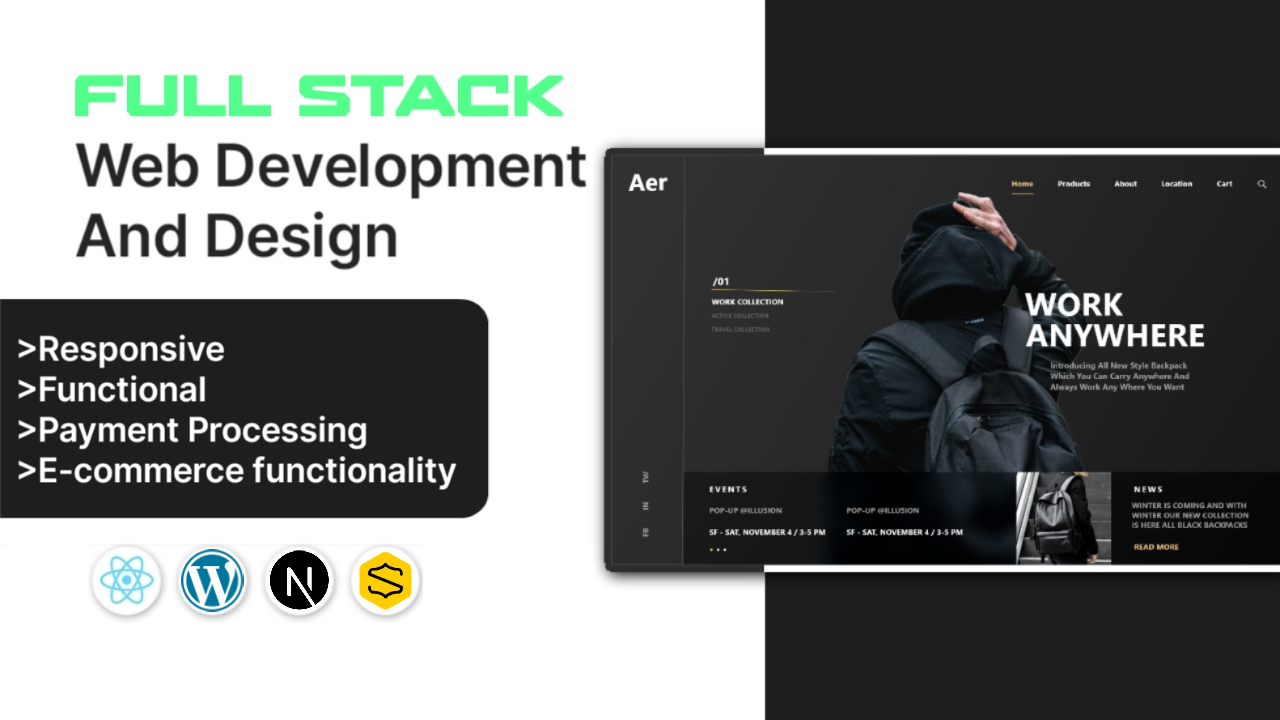 FULL STACK
Web Development
And Design
>Responsive
>Functional
>Payment Processing
>E-commerce functionality
Aer
Home Products About Location Cart
/01
WORK COLLECTION
ACTIVE COLLECTION
TRAVEL COLLECTION
WORK
ANYWHERE
Introducing All New Style Backpack
Which You Can Carry Anywhere And
Always Work Any Where You Want
TW
IN
FB
EVENTS
POP-UP @ILLUSION
SF - SAT, NOVEMBER 4 / 3-5 PM
POP-UP @ILLUSION
SF - SAT, NOVEMBER 4 / 3-5 PM
NEWS
WINTER IS COMING AND WITH
WINTER OUR NEW COLLECTION
IS HERE ALL BLACK BACKPACKS
READ MORE